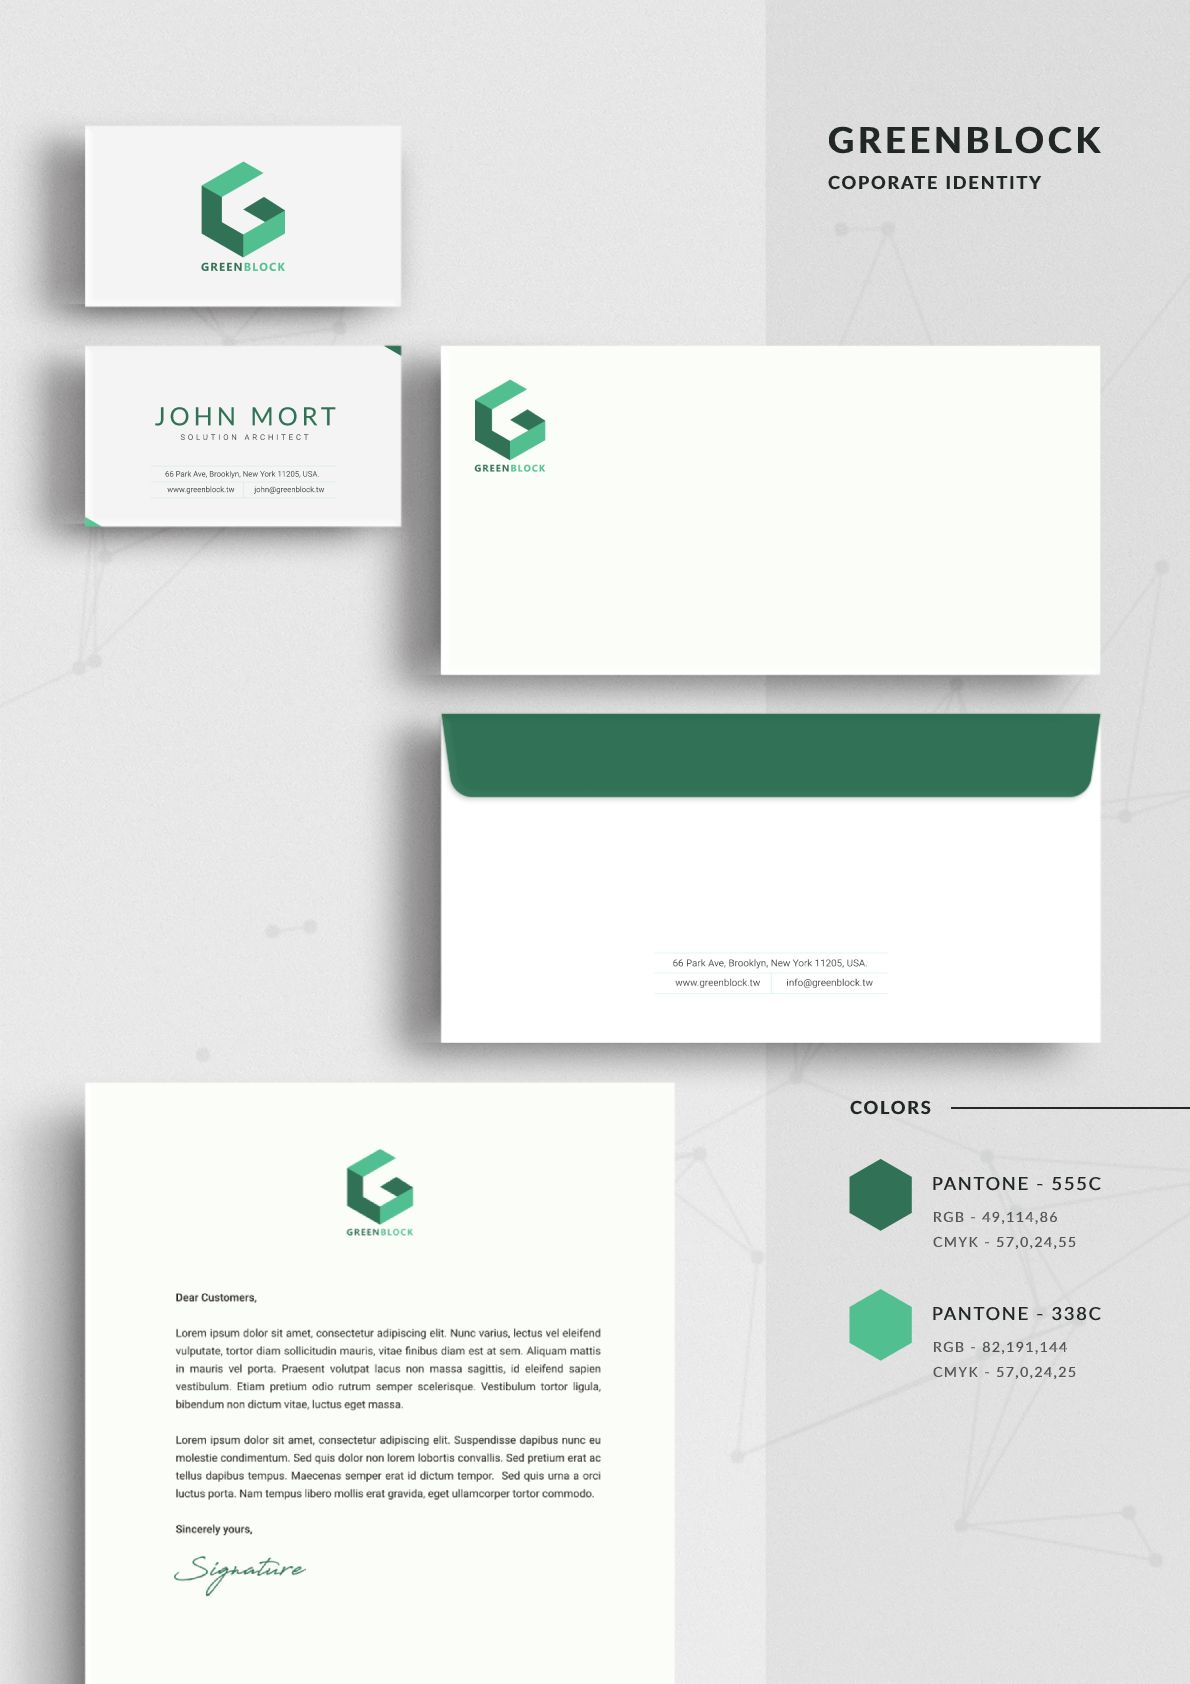 GREENBLOCK
COPORATE IDENTITY
GREENBLOCK
JOHN MORT
SOLUTION ARCHITECT
66 Park Ave, Brooklyn, New York 11205, USA.
www.greenblock.tw john@greenblock.tw
GREENBLOCK
66 Park Ave, Brooklyn, New York 11205, USA.
www.greenblock.tw info@greenblock.tw
GREENBLOCK
Dear Customers,
Lorem ipsum dolor sit amet, consectetur adipiscing elit. Nunc varius, lectus vel eleifend
vulputate, tortor diam sollicitudin mauris, vitae finibus diam est at sem. Aliquam mattis
in mauris vel porta. Praesent volutpat lacus non massa sagittis, id eleifend sapien
vestibulum. Etiam pretium odio rutrum semper scelerisque. Vestibulum tortor ligula,
bibendum non dictum vitae, luctus eget massa.
Lorem ipsum dolor sit amet, consectetur adipiscing elit. Suspendisse dapibus nunc eu
molestie condimentum. Sed quis dolor non lorem lobortis convallis. Sed pretium erat ac
tellus dapibus tempus. Maecenas semper erat id dictum tempor. Sed quis urna a orci
luctus porta. Nam tempus libero mollis erat gravida, eget ullamcorper tortor commodo.
Sincerely yours,
Signature
COLORS
PANTONE - 555C
RGB - 49,114,86
CMYK - 57,0,24,55
PANTONE - 338C
RGB - 82,191,144
CMYK - 57,0,24,25